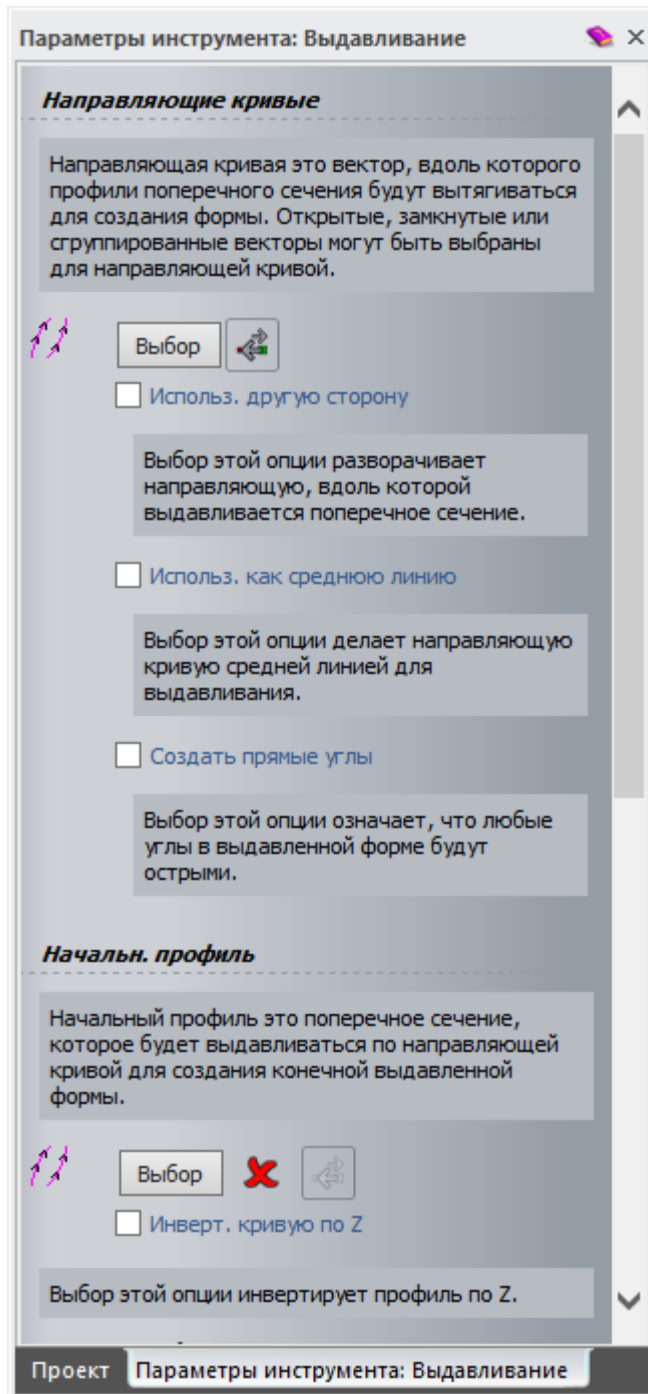 Параметры инструмента: Выдавливание
Направляющие кривые
Направляющая кривая это вектор, вдоль которого
профили поперечного сечения будут вытягиваться
для создания формы. Открытые, замкнутые или
сгруппированные векторы могут быть выбраны
для направляющей кривой.
Выбор
Использ. другую сторону
Выбор этой опции разворачивает
направляющую, вдоль которой
выдавливается поперечное сечение.
Использ. как среднюю линию
Выбор этой опции делает направляющую
кривую средней линией для
выдавливания.
Создать прямые углы
Выбор этой опции означает, что любые
углы в выдавленной форме будут
острыми.
Начальн. профиль
Начальный профиль это поперечное сечение,
которое будет выдавливаться по направляющей
кривой для создания конечной выдавленной
формы.
Выбор
Инверт. кривую по Z
Выбор этой опции инвертирует профиль по Z.
Проект Параметры инструмента: Выдавливание